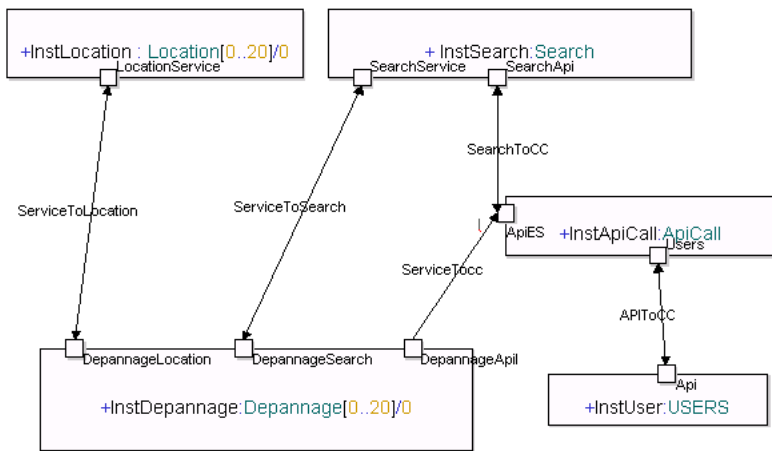 +InstLocation : Location[0..20]/0
+ InstSearch:Search
LocationService
SearchService
SearchApi
SearchToCC
ServiceToLocation
ServiceToSearch
+InstApiCall:ApiCall
ApiES
Users
ServiceTocc
APIToCC
DepannageLocation
DepannageSearch
DepannageApil
Api
+InstDepannage:Depannage[0..20]/0
+InstUser:USERS